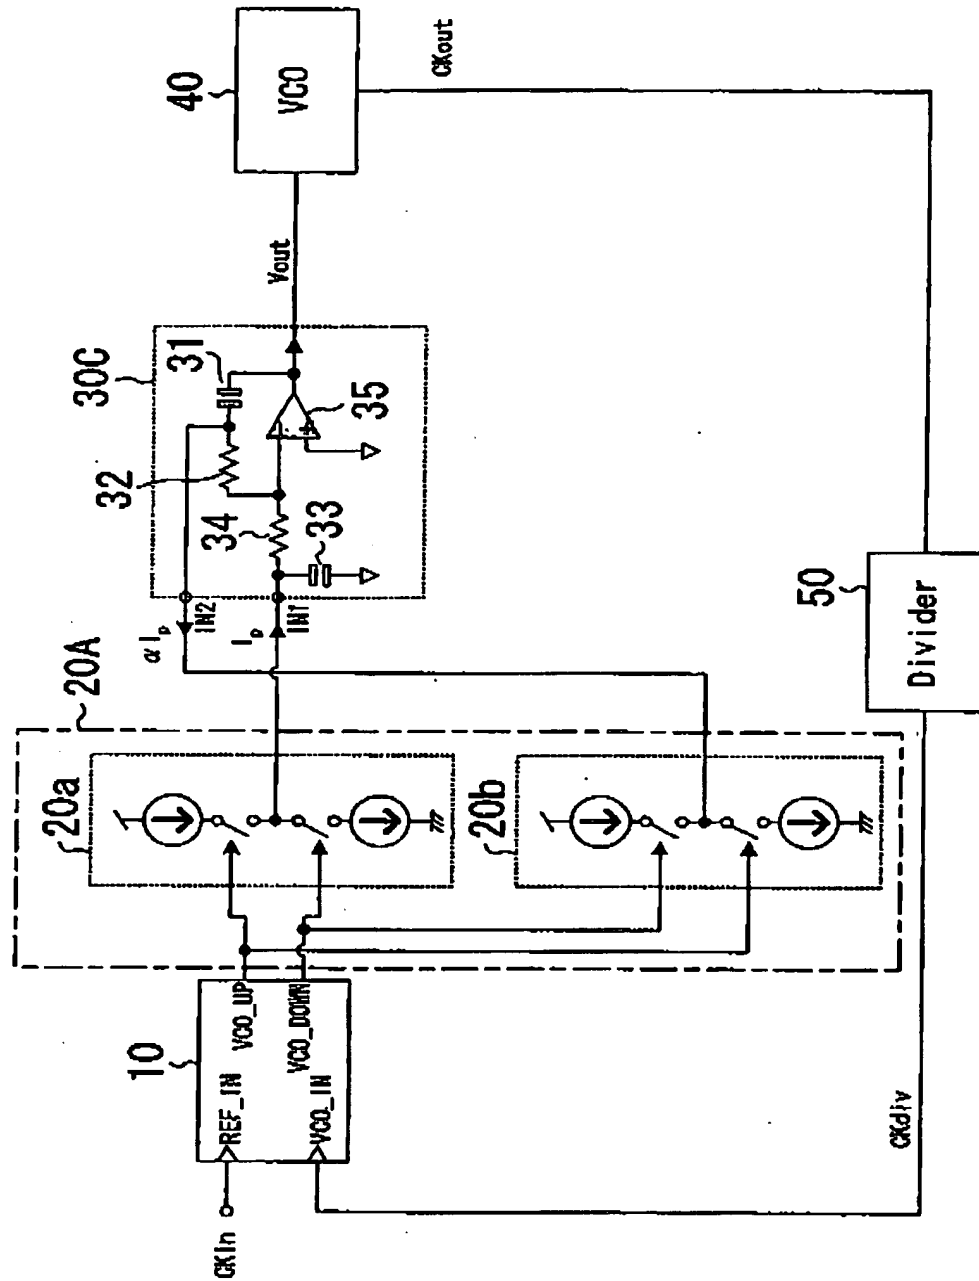 CKin
REF_IN
VCO_IN
VCO_UP
VCO_DOWN
10
20A
20a
20b
αIp
IN2
Ip
IN1
30C
31
32
33
34
35
Vout
40
VCO
CKout
50
Divider
CKdiv